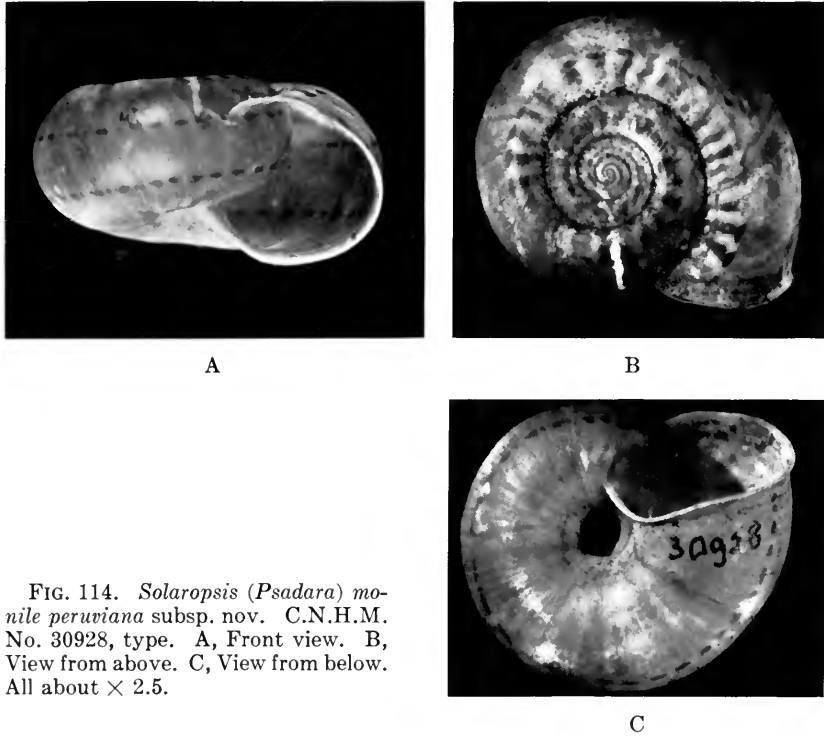 A
B
30928
FIG. 114. Solaropsis (Psadara) mo-
nile peruviana subsp. nov. C.N.H.M.
No. 30928, type. A, Front view. B,
View from above. C, View from below.
All about × 2.5.
C